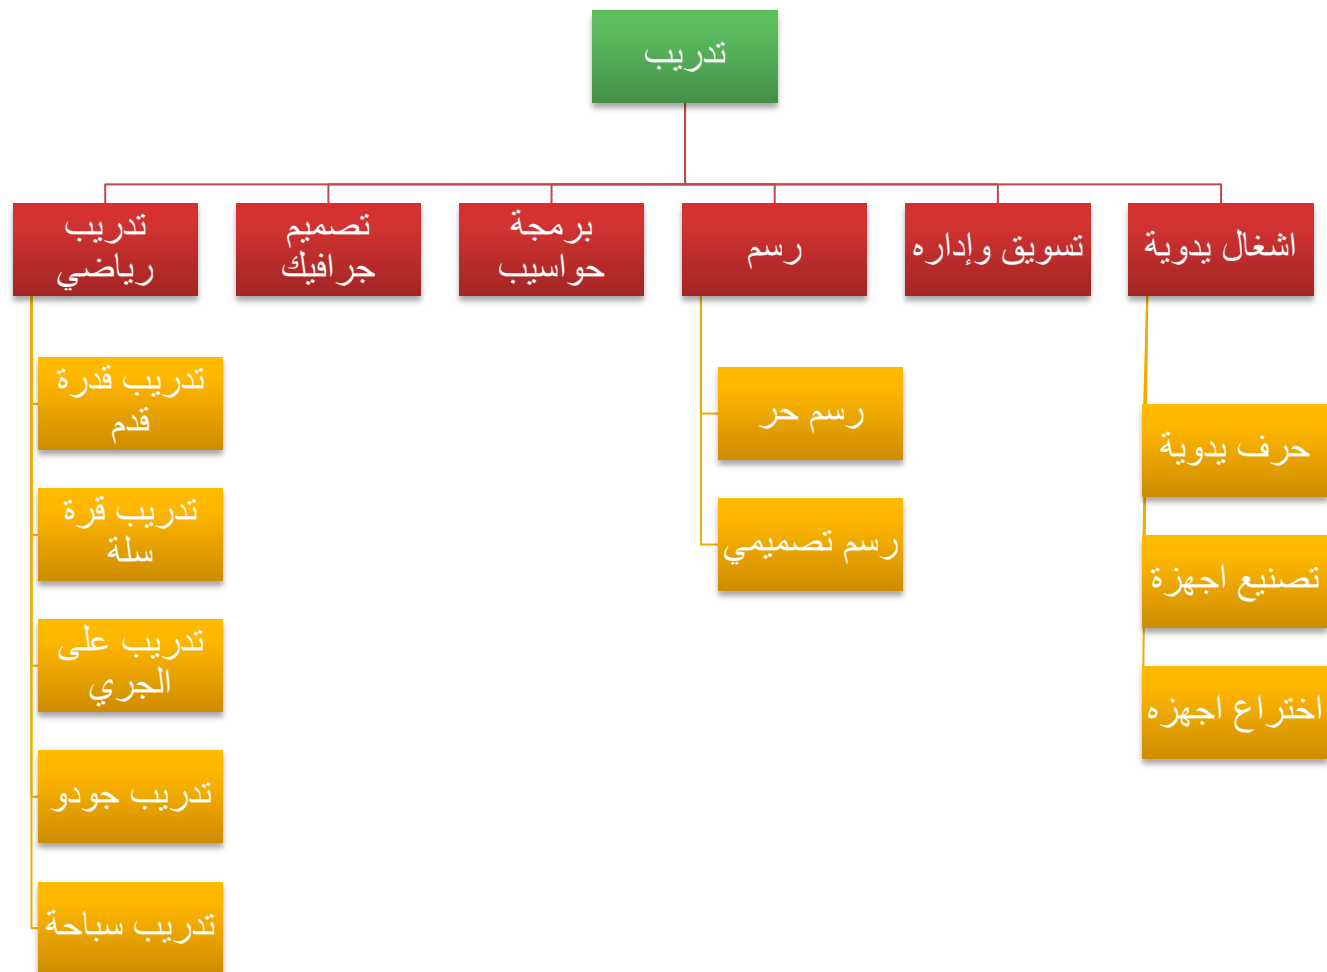 تدريب
اشغال يدوية
تسويق وإداره
رسم
برمجة
حواسيب
تصميم
جرافيك
تدريب
رياضي
حرف يدوية
تصنيع اجهزة
اختراع اجهزه
رسم حر
رسم تصميمي
تدريب قدرة
قدم
تدريب قرة
سلة
تدريب على
الجري
تدريب جودو
تدريب سباحة